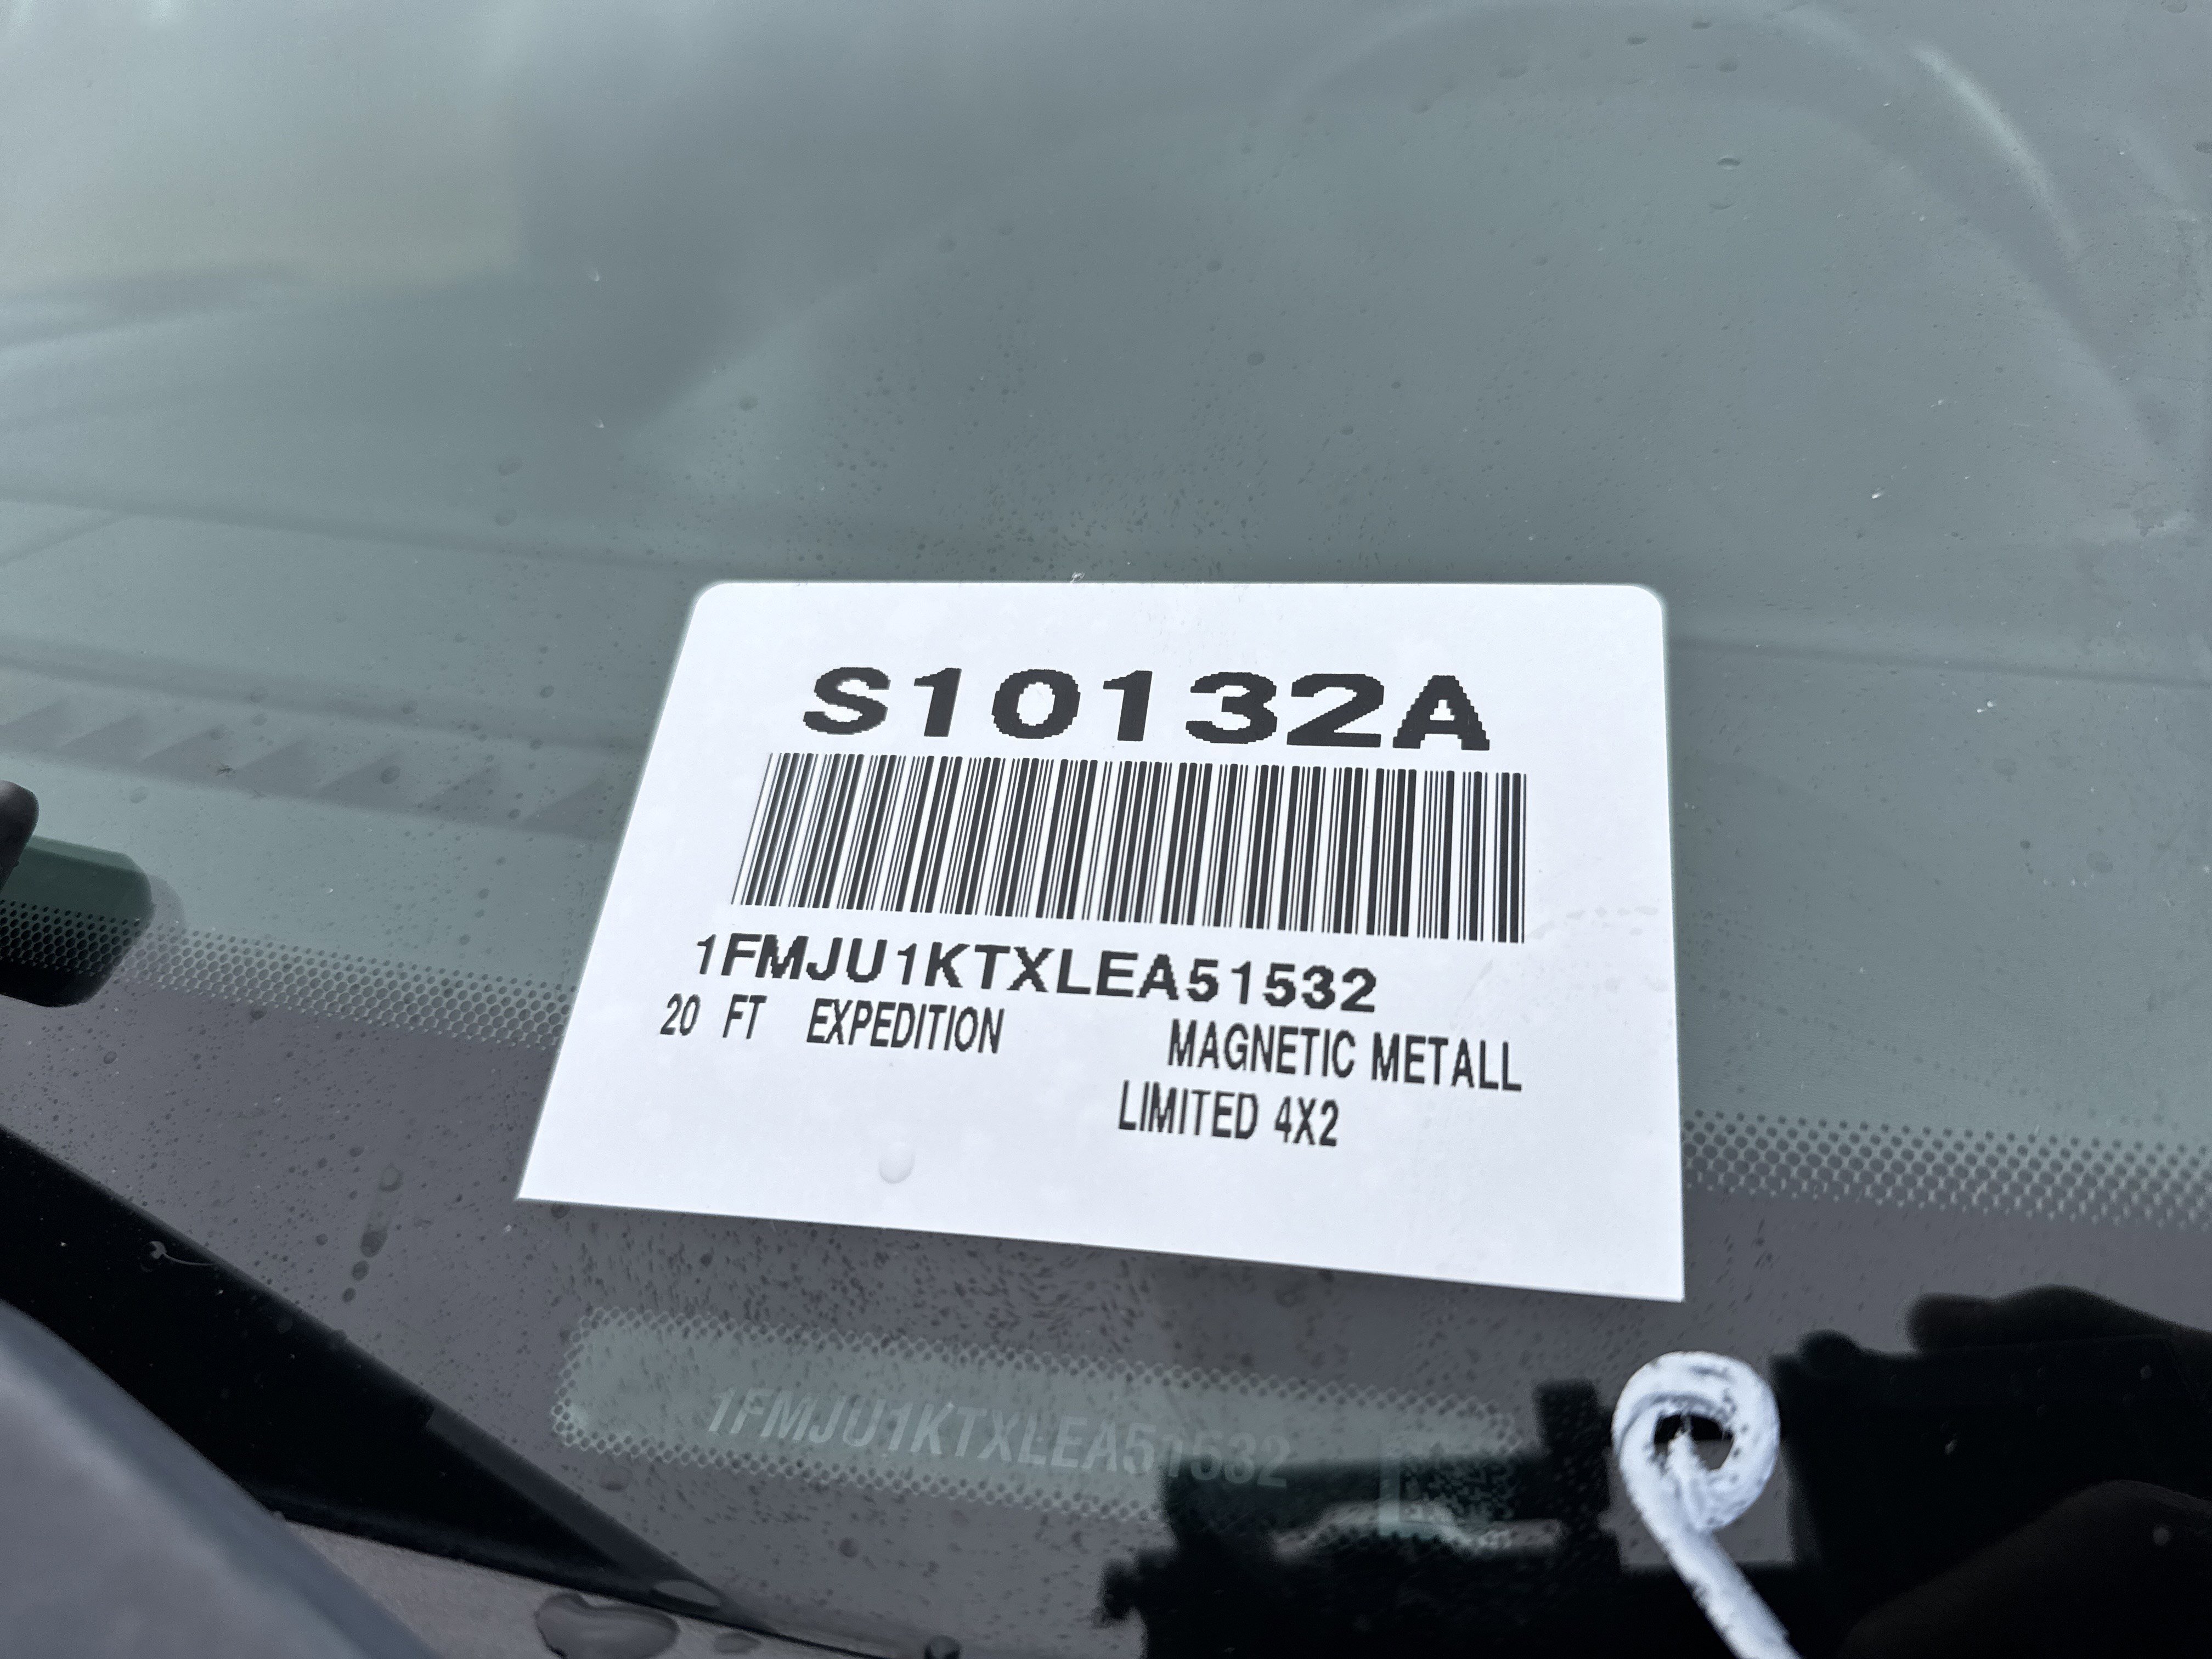 S10132A
1FMJU1KTXLEA51532
20 FT EXPEDITION MAGNETIC METALL
LIMITED 4X2
1FMJU1KTXLEA51532